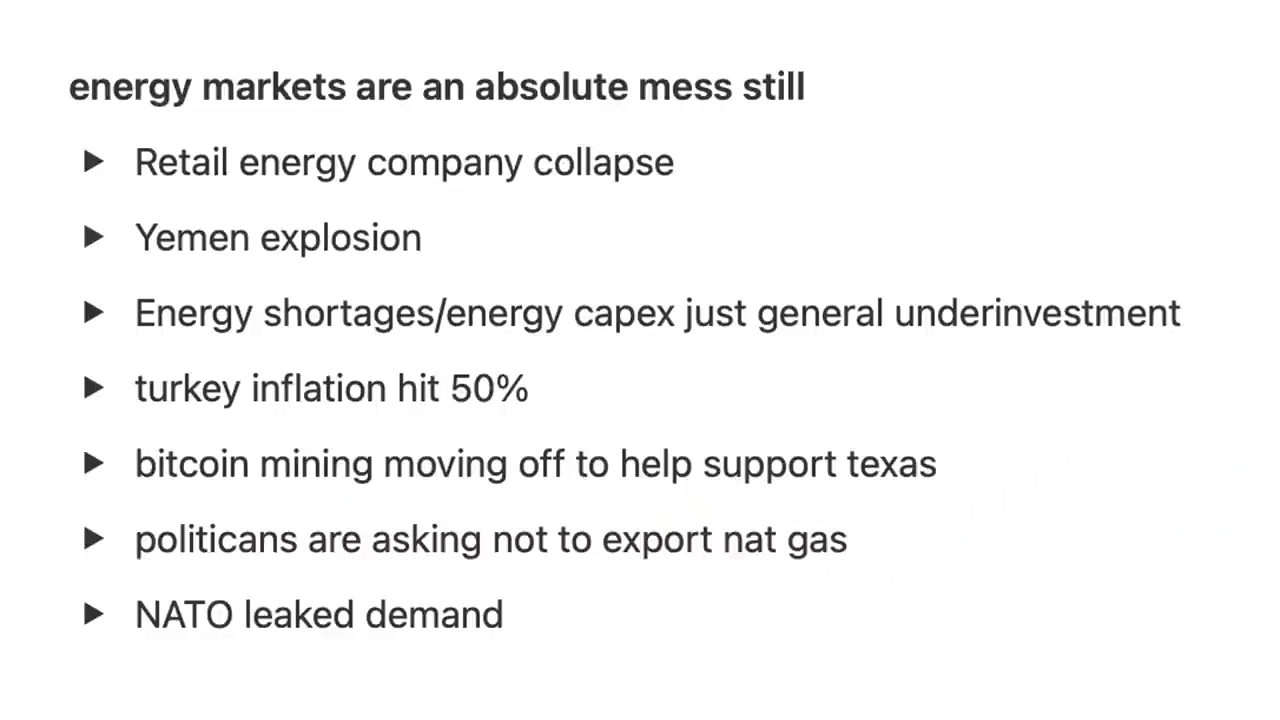 energy markets are an absolute mess still
▶ Retail energy company collapse
▶ Yemen explosion
▶ Energy shortages/energy capex just general underinvestment
▶ turkey inflation hit 50%
▶ bitcoin mining moving off to help support texas
▶ politicans are asking not to export nat gas
▶ NATO leaked demand